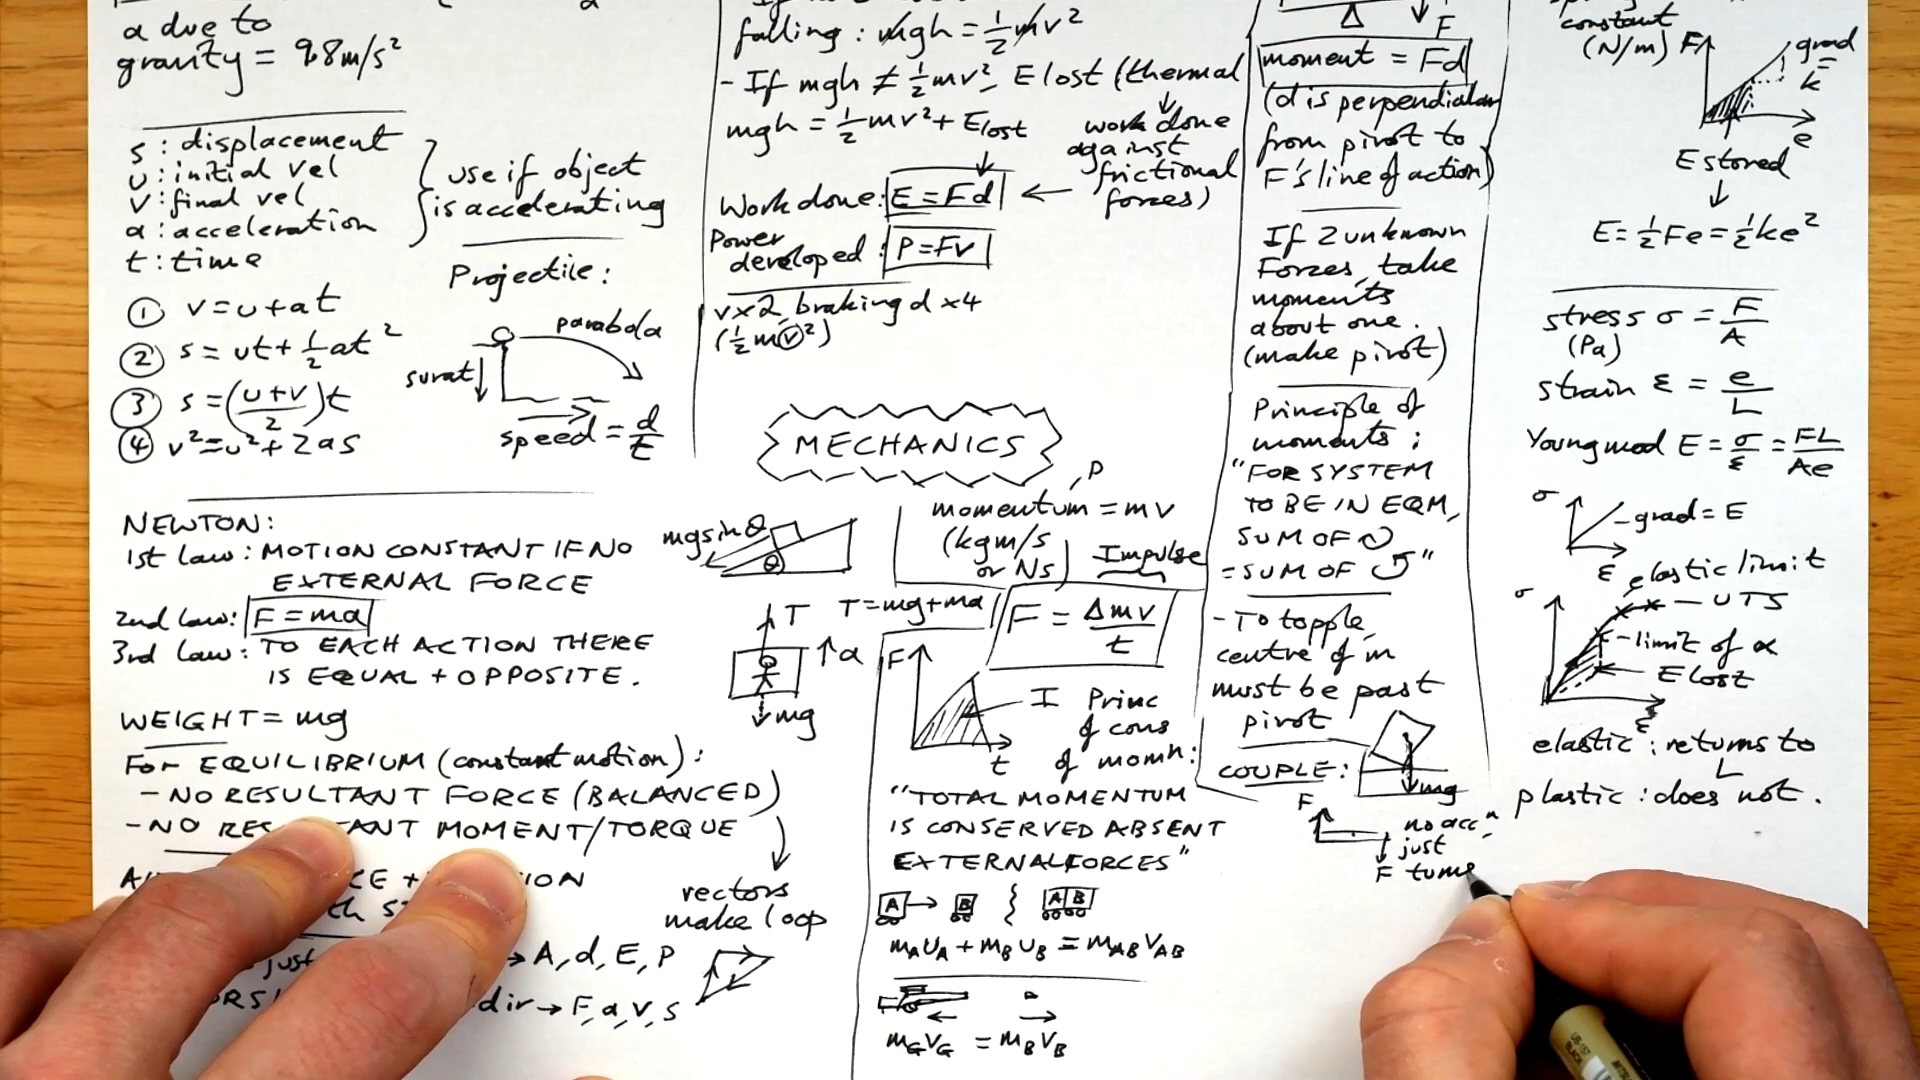 a due to
gravity = 9.8m/s²
s : displacement
u : initial vel
v : final vel
a : acceleration
t : time
use if object
is accelerating
① v = u + at
② s = ut + ½at²
③ s = (u+v/2)t
④ v² = u² + 2as
Projectile :
parabola
surat
speed = d/t
NEWTON:
1st Law : MOTION CONSTANT IF NO
EXTERNAL FORCE
2nd Law : F = ma
3rd Law : TO EACH ACTION THERE
IS EQUAL + OPPOSITE.
WEIGHT = mg
For EQUILIBRIUM (constant motion) :
- NO RESULTANT FORCE (BALANCED)
- NO RES TANT MOMENT/TORQUE
vectors
make loop
just
→ A, d, E, P
dir → F, a, v, s
falling : mgh = ½mv²
- If mgh ≠ ½mv², E lost (thermal
mgh = ½mv² + Elost
work done
against
frictional
forces)
Work done : E = Fd
Power
developed : P = Fv
v×2, braking d ×4
(½mv²)
MECHANICS
mgsinθ
θ
T
T = mg + ma
a
mg
momentum, P = mv
(kgm/s
or Ns)
Impulse
F = Δmv/t
F
t
I
Princ
of cons
of momn:
"TOTAL MOMENTUM
IS CONSERVED ABSENT
EXTERNAL FORCES"
A → B
A B
mAuA + mBuB = mABvAB
mGvG = mBvB
F
moment = Fd
(d is perpendicular
from pivot to
F's line of action)
If 2 unknown
Forces, take
moments
about one.
(make pivot)
Principle of
moments :
"FOR SYSTEM
TO BE IN EQM,
SUM OF ↻
= SUM OF ↺"
- To topple,
centre of m
must be past
pivot
mg
COUPLE :
F
F
no accn,
just
turns
constant
(N/m)
F
grad
=
k
e
E stored
E = ½Fe = ½ke²
stress σ = F/A
(Pa)
strain ε = e/L
Young mod E = σ/ε = FL/Ae
σ
grad = E
ε
elastic limit
σ
UTS
limit of α
E lost
ε
elastic : returns to
L
plastic : does not.